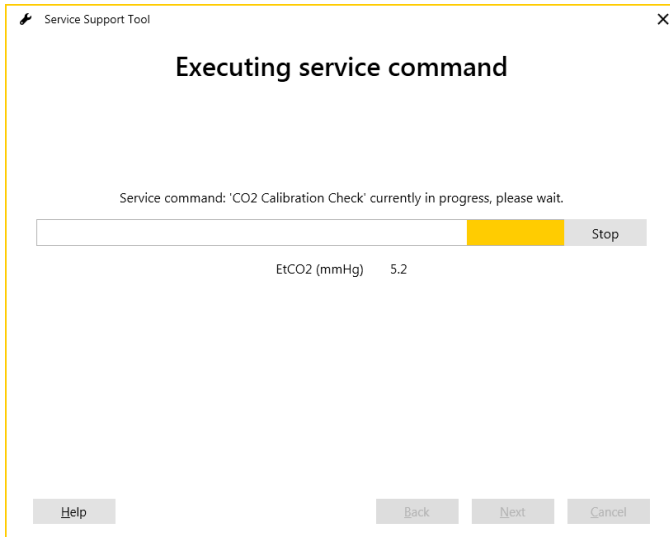 Service Support Tool
Executing service command
Service command: 'CO2 Calibration Check' currently in progress, please wait.
Stop
EtCO2 (mmHg) 5.2
Help Back Next Cancel